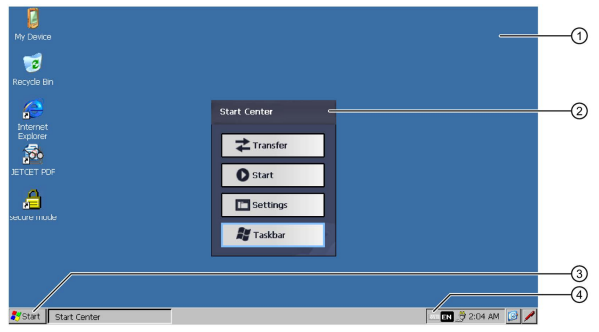 My Device
Recycle Bin
Internet
Explorer
JETCET PDF
secure mode
Start Center
Transfer
Start
Settings
Taskbar
Start
Start Center
EN
2:04 AM
1
2
3
4